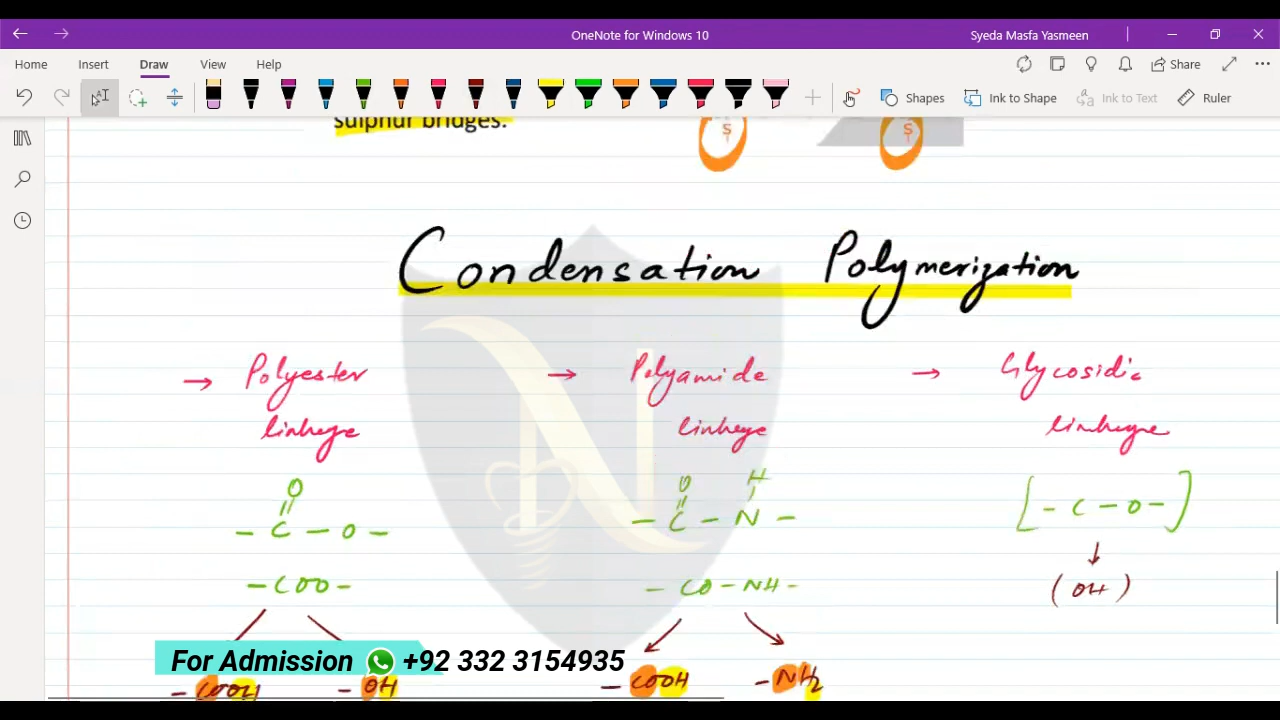 OneNote for Windows 10
Syeda Masfa Yasmeen
Home Insert Draw View Help
Share
Shapes Ink to Shape Ink to Text Ruler
sulphur bridges.
S S
Condensation Polymerization
→ Polyester → Polyamide → Glycosidic
linkage linkage linkage
O O H
- C - O - - C - N - [- C - O -]
- COO - - CO - NH - (OH)
For Admission +92 332 3154935
- COOH - OH - COOH - NH2